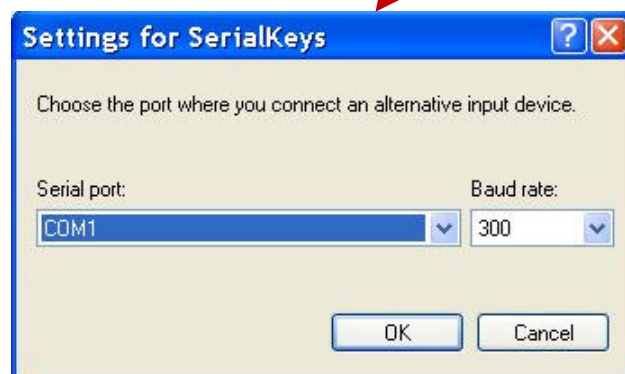 Settings for SerialKeys
Choose the port where you connect an alternative input device.
Serial port: Baud rate:
COM1 300
OK Cancel